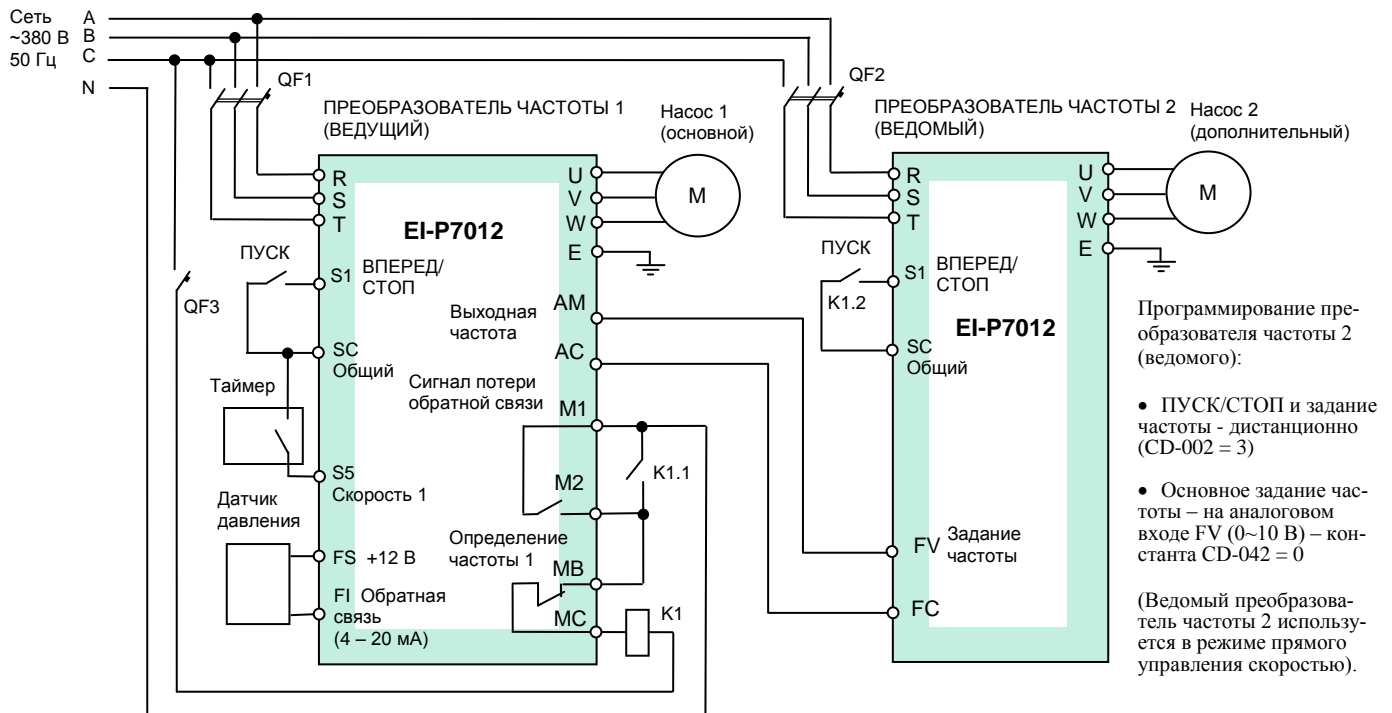 Сеть
~380 В
50 Гц
A
B
C
N
QF1
QF2
ПРЕОБРАЗОВАТЕЛЬ ЧАСТОТЫ 1
(ВЕДУЩИЙ)
Насос 1
(основной)
ПРЕОБРАЗОВАТЕЛЬ ЧАСТОТЫ 2
(ВЕДОМЫЙ)
Насос 2
(дополнительный)
R
S
T
EI-P7012
U
V
W
E
M
ПУСК
S1
ВПЕРЕД/
СТОП
QF3
SC
Общий
Выходная
частота
AM
AC
Таймер
Сигнал потери
обратной связи
M1
K1.1
M2
S5
Скорость 1
Датчик
давления
Определение
частоты 1
FS +12 В
MB
FI Обратная
связь
(4 – 20 мА)
MC
K1
R
S
T
U
V
W
E
M
ПУСК
K1.2
S1
ВПЕРЕД/
СТОП
EI-P7012
SC
Общий
FV
Задание
частоты
FC
Программирование пре-
образователя частоты 2
(ведомого):
• ПУСК/СТОП и задание
частоты - дистанционно
(CD-002 = 3)
• Основное задание час-
тоты – на аналоговом
входе FV (0~10 В) – кон-
станта CD-042 = 0
(Ведомый преобразова-
тель частоты 2 использу-
ется в режиме прямого
управления скоростью).